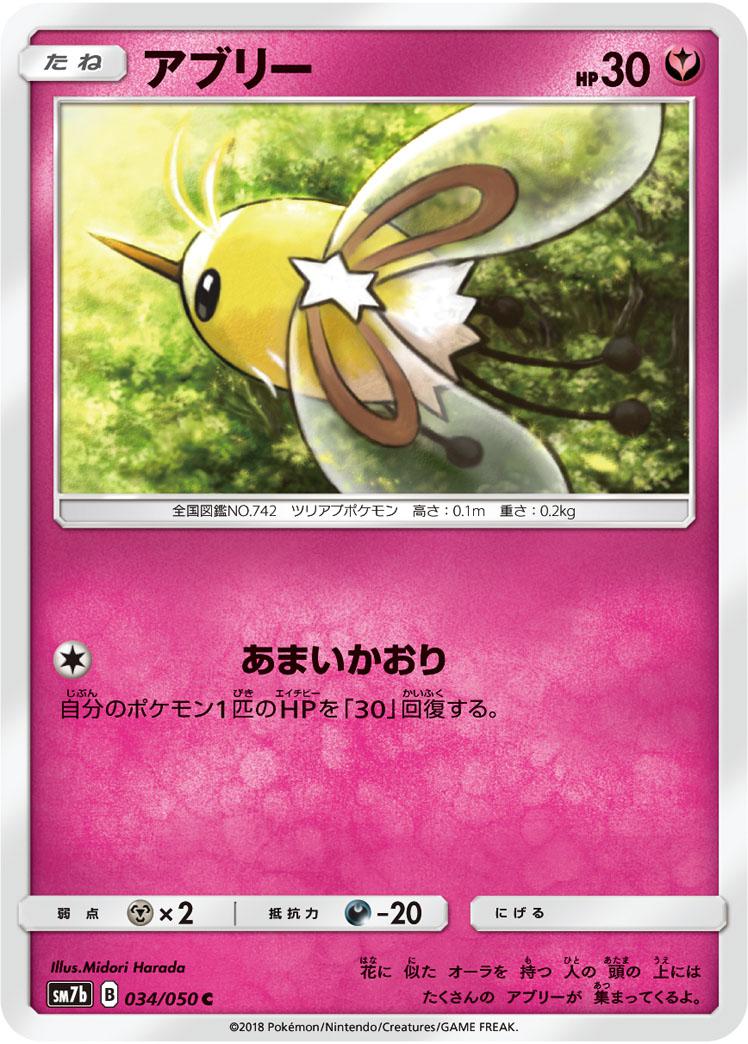 たね アブリー HP30
全国図鑑NO.742 ツリアブポケモン 高さ:0.1m 重さ:0.2kg
あまいかおり
じぶん ぴき エイチピー かいふく
自分のポケモン1匹のHPを「30」回復する。
弱点 ×2 抵抗力 -20 にげる
Illus.Midori Harada
sm7b B 034/050 C
はな に も ひと あたま うえ
花に 似た オーラを 持つ 人の 頭の 上には
あつ
たくさんの アブリーが 集まってくるよ。
©2018 Pokémon/Nintendo/Creatures/GAME FREAK.